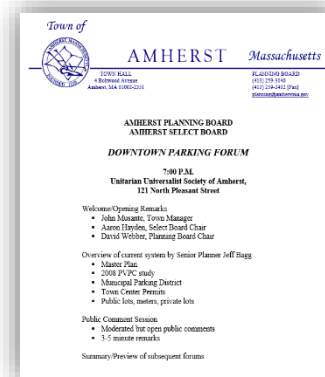 Town of
AMHERST Massachusetts
TOWN HALL
4 Boltwood Avenue
Amherst, MA 01002-2351
PLANNING BOARD
(413) 259-3040
(413) 259-2402 [Fax]
planning@amherstma.gov
AMHERST PLANNING BOARD
AMHERST SELECT BOARD
DOWNTOWN PARKING FORUM
7:00 P.M.
Unitarian Universalist Society of Amherst,
121 North Pleasant Street
Welcome/Opening Remarks
• John Musante, Town Manager
• Aaron Hayden, Select Board Chair
• David Webber, Planning Board Chair
Overview of current system by Senior Planner Jeff Bagg
• Master Plan
• 2008 PVPC study
• Municipal Parking District
• Town Center Permits
• Public lots, meters, private lots
Public Comment Session
• Moderated but open public comments
• 3-5 minute remarks
Summary/Preview of subsequent forums